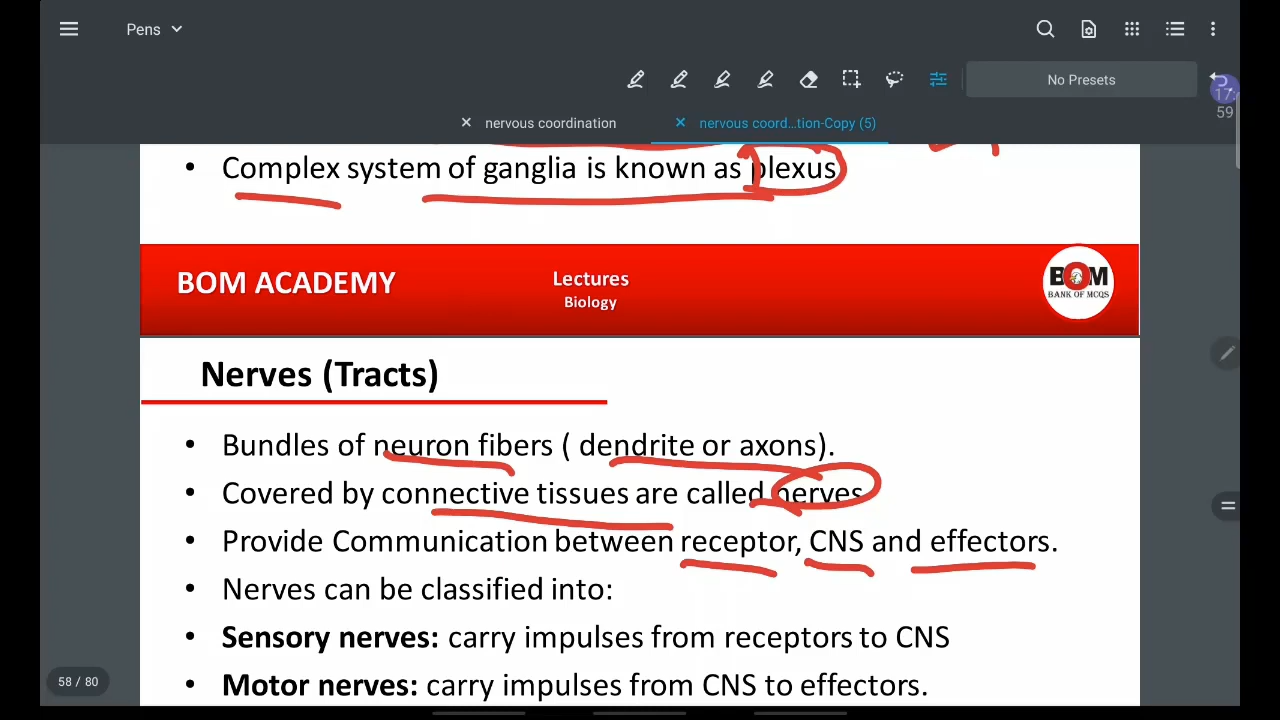 Pens
No Presets
17:
59
nervous coordination
nervous coord...tion-Copy (5)
• Complex system of ganglia is known as plexus
BOM ACADEMY
Lectures
Biology
BOM
BANK OF MCQS
Nerves (Tracts)
• Bundles of neuron fibers ( dendrite or axons).
• Covered by connective tissues are called nerves
• Provide Communication between receptor, CNS and effectors.
• Nerves can be classified into:
• Sensory nerves: carry impulses from receptors to CNS
• Motor nerves: carry impulses from CNS to effectors.
58 / 80